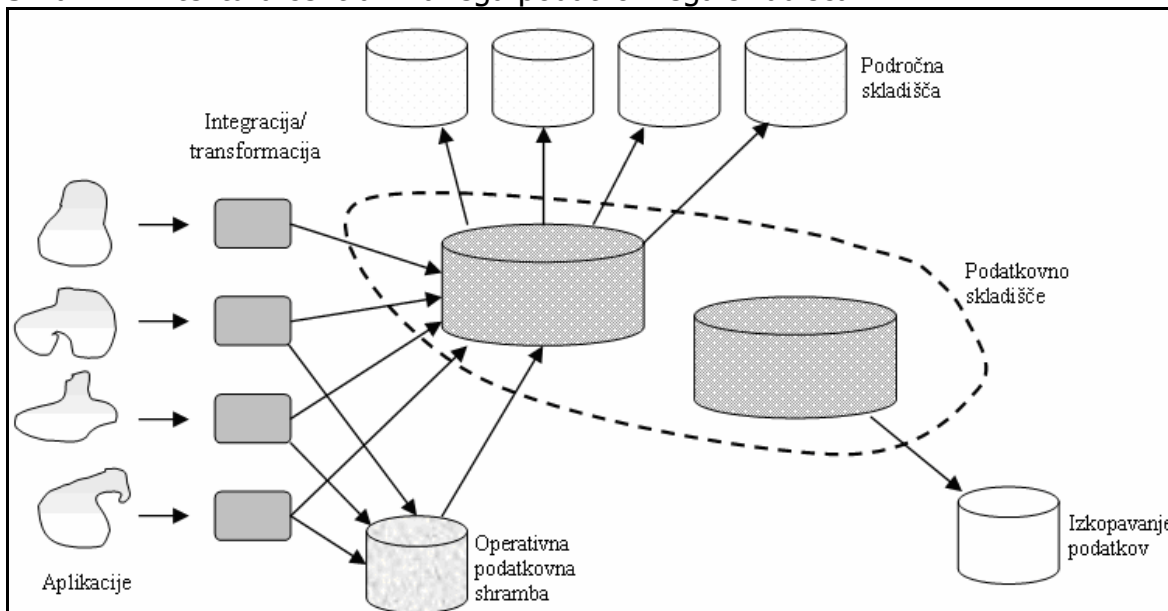 Področna
skladišča
Integracija/
transformacija
Podatkovno
skladišče
Operativna
podatkovna
shramba
Izkopavanje
podatkov
Aplikacije